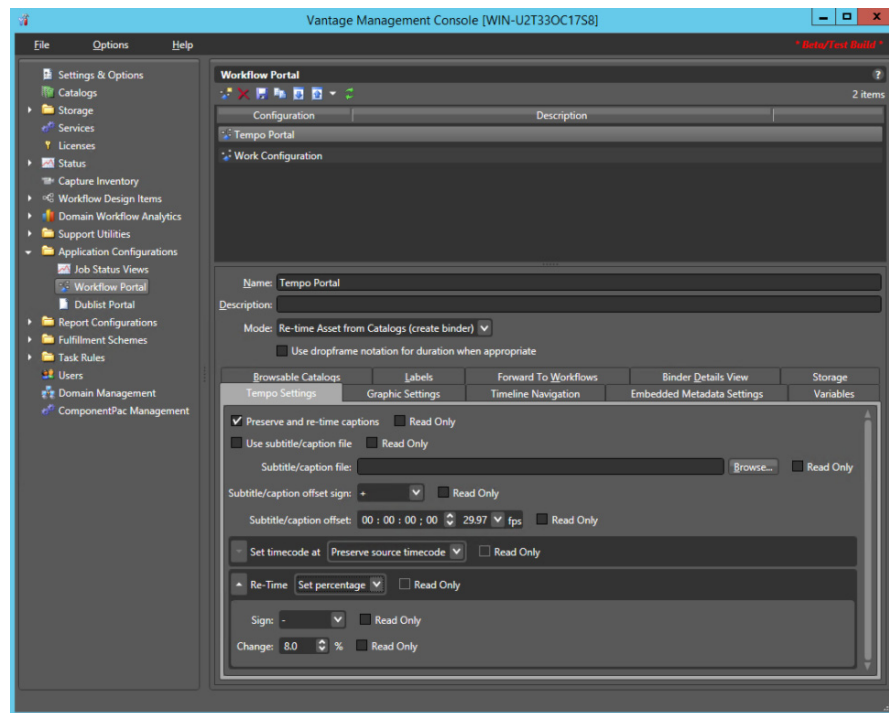 Vantage Management Console [WIN-U2T33OC17S8]
File Options Help * Beta/Test Build *
Settings & Options
Catalogs
Storage
Services
Licenses
Status
Capture Inventory
Workflow Design Items
Domain Workflow Analytics
Support Utilities
Application Configurations
Job Status Views
Workflow Portal
Dublist Portal
Report Configurations
Fulfillment Schemes
Task Rules
Users
Domain Management
ComponentPac Management
Workflow Portal ?
2 items
Configuration Description
Tempo Portal
Work Configuration
Name: Tempo Portal
Description:
Mode: Re-time Asset from Catalogs (create binder)
Use dropframe notation for duration when appropriate
Browsable Catalogs Labels Forward To Workflows Binder Details View Storage
Tempo Settings Graphic Settings Timeline Navigation Embedded Metadata Settings Variables
Preserve and re-time captions Read Only
Use subtitle/caption file Read Only
Subtitle/caption file: Browse... Read Only
Subtitle/caption offset sign: + Read Only
Subtitle/caption offset: 00 : 00 : 00 ; 00 29.97 fps Read Only
Set timecode at Preserve source timecode Read Only
Re-Time Set percentage Read Only
Sign: - Read Only
Change: 8.0 % Read Only